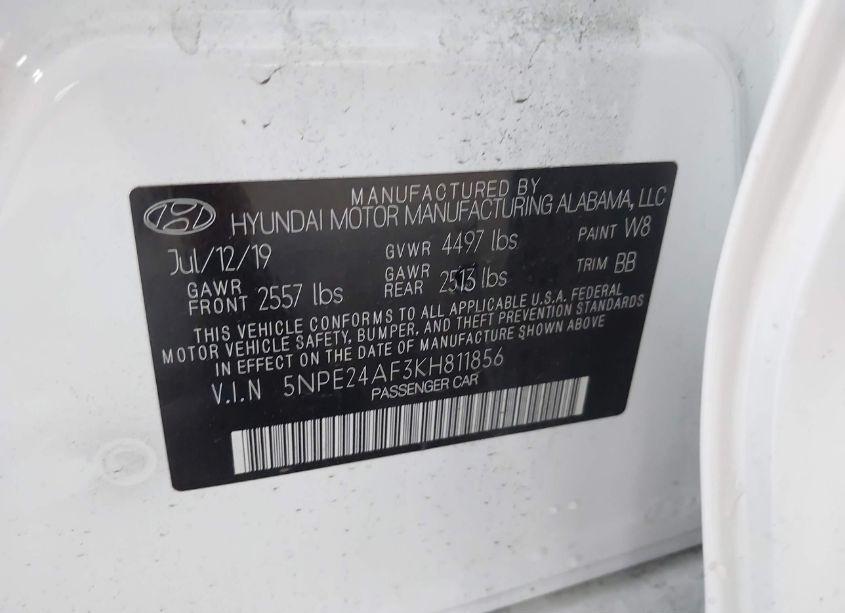 MANUFACTURED BY
HYUNDAI MOTOR MANUFACTURING ALABAMA, LLC
Jul/12/19 GVWR 4497 lbs PAINT W8
GAWR FRONT 2557 lbs GAWR REAR 2513 lbs TRIM BB
THIS VEHICLE CONFORMS TO ALL APPLICABLE U.S.A. FEDERAL
MOTOR VEHICLE SAFETY, BUMPER, AND THEFT PREVENTION STANDARDS
IN EFFECT ON THE DATE OF MANUFACTURE SHOWN ABOVE
V.I.N 5NPE24AF3KH811856
PASSENGER CAR